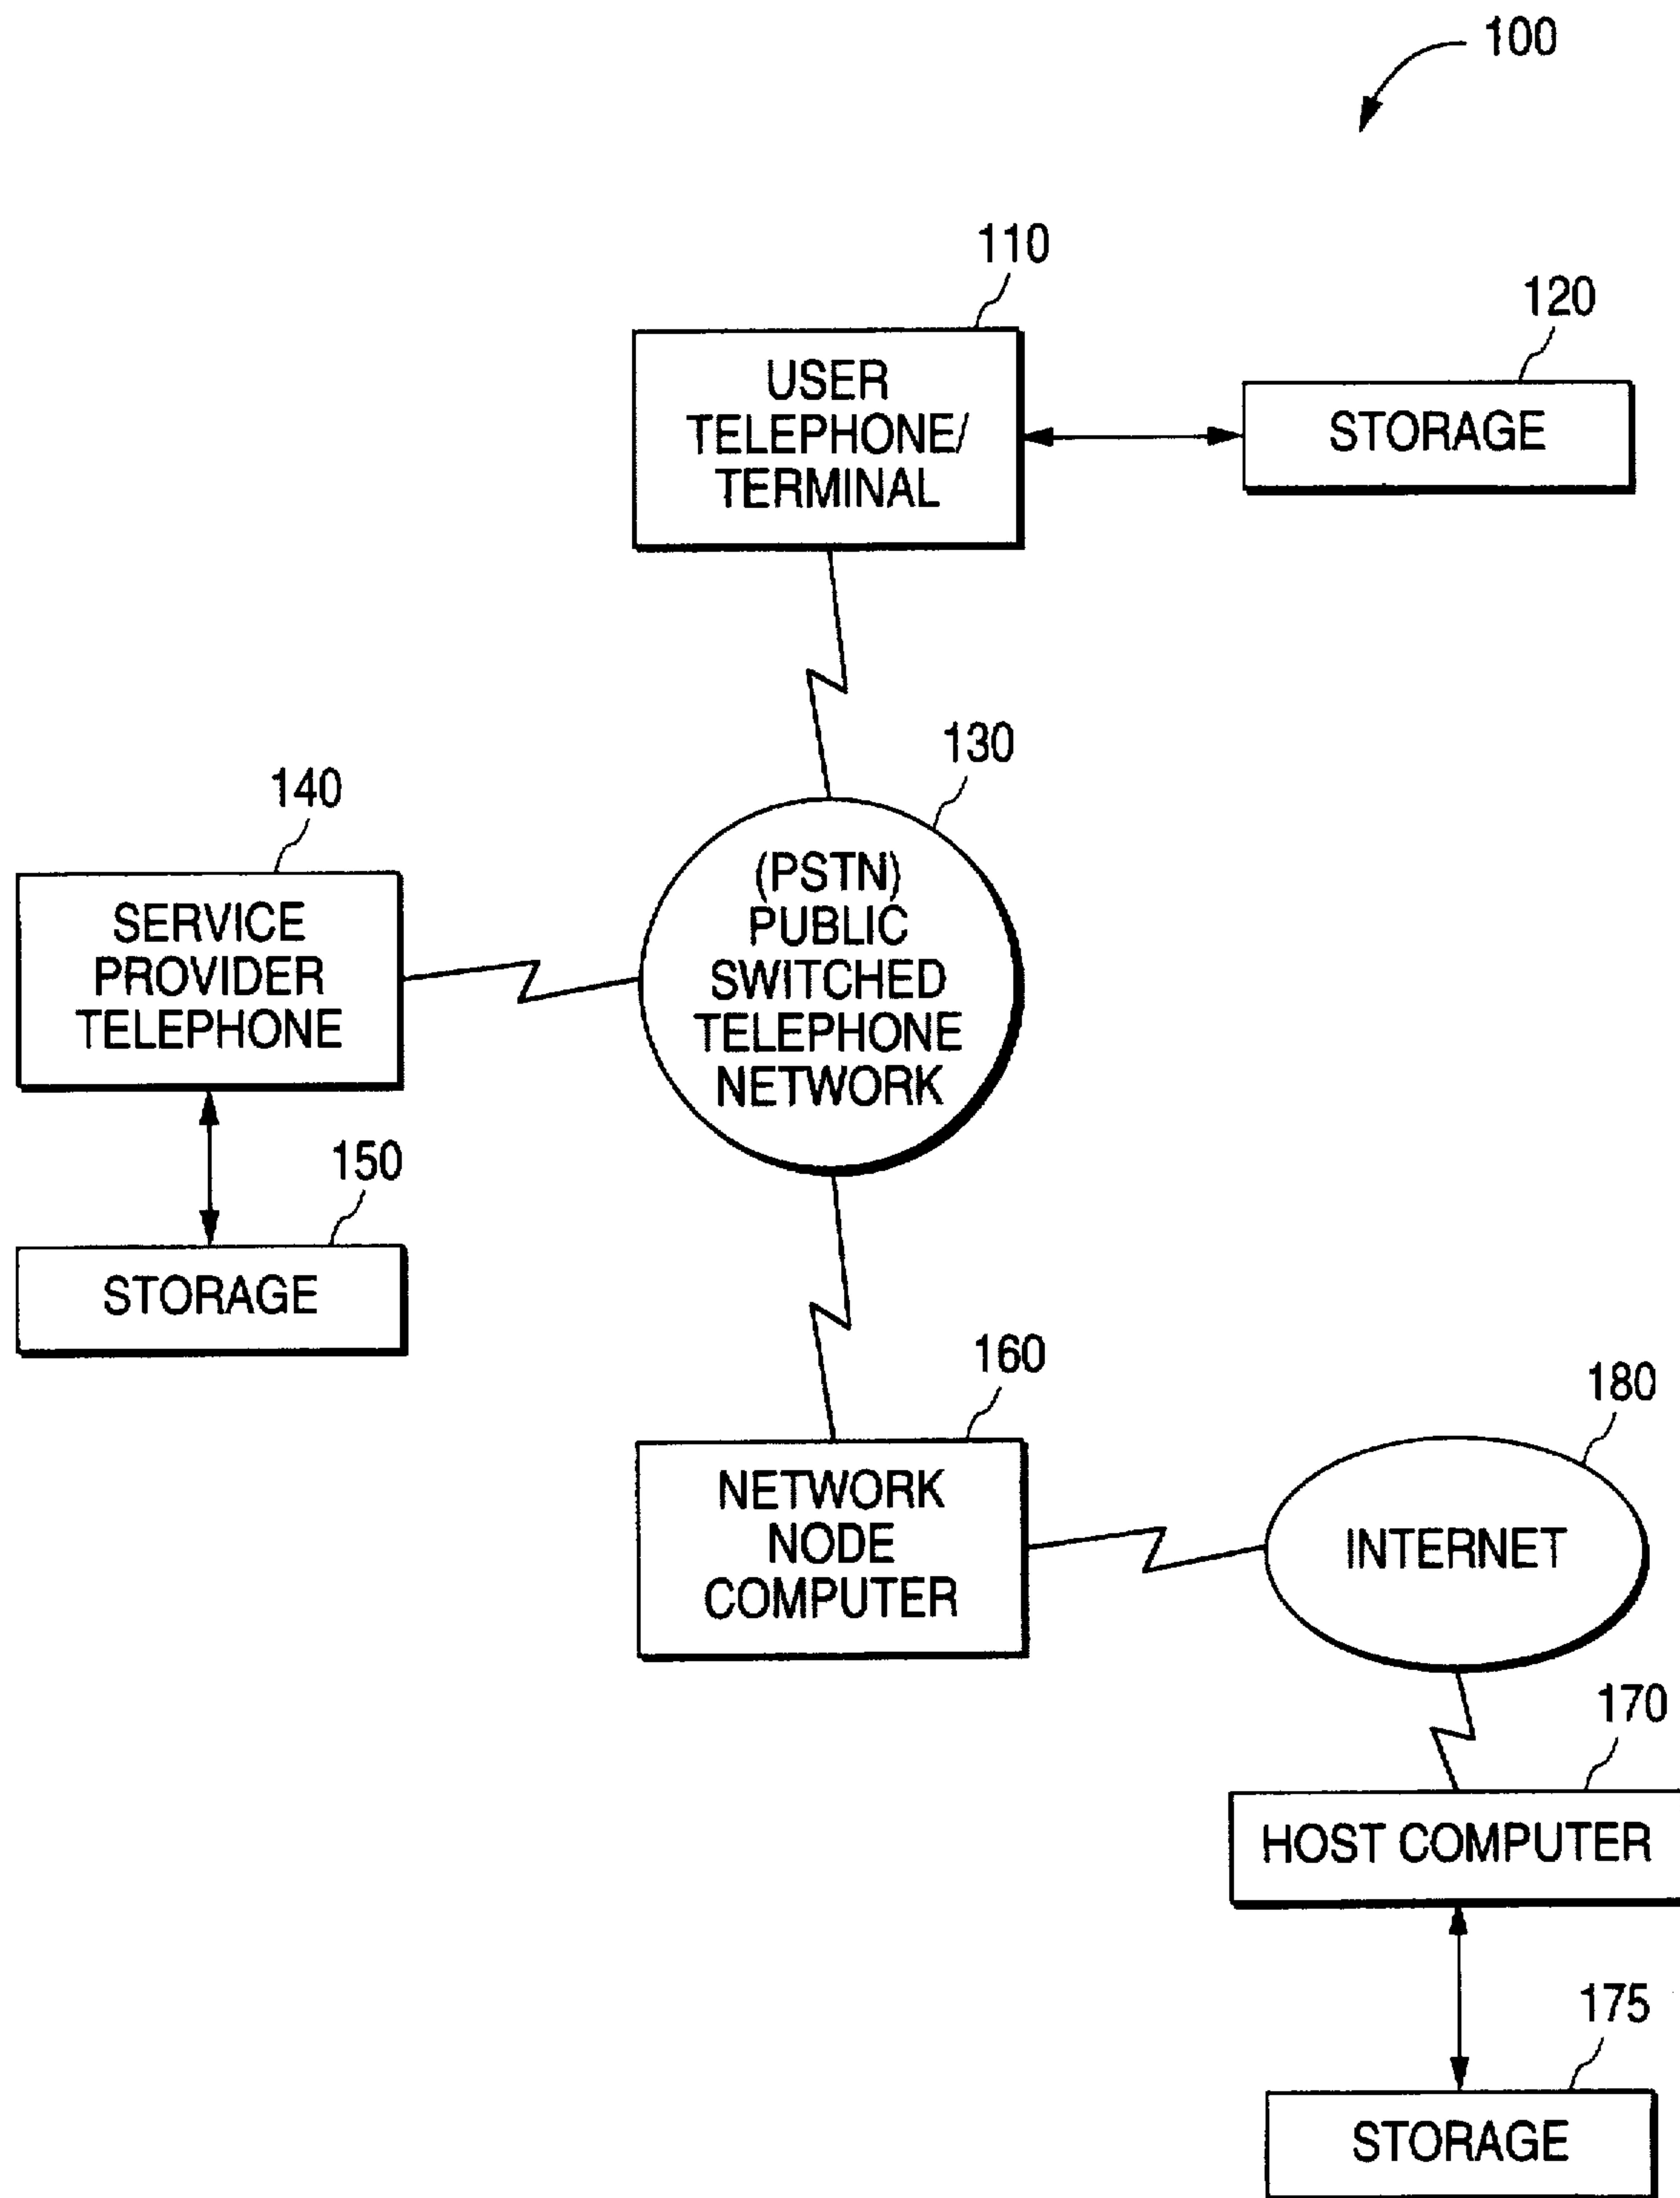 100
110
USER
TELEPHONE/
TERMINAL
120
STORAGE
130
(PSTN)
PUBLIC
SWITCHED
TELEPHONE
NETWORK
140
SERVICE
PROVIDER
TELEPHONE
150
STORAGE
160
NETWORK
NODE
COMPUTER
180
INTERNET
170
HOST COMPUTER
175
STORAGE